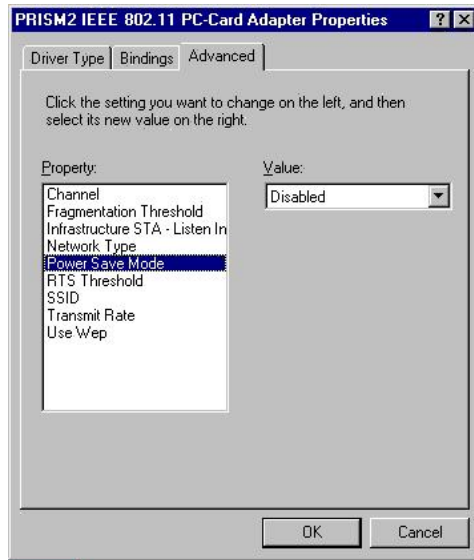 PRISM2 IEEE 802.11 PC-Card Adapter Properties
Driver Type Bindings Advanced
Click the setting you want to change on the left, and then
select its new value on the right.
Property: Value:
Channel Disabled
Fragmentation Threshold
Infrastructure STA - Listen In
Network Type
Power Save Mode
RTS Threshold
SSID
Transmit Rate
Use Wep
OK Cancel